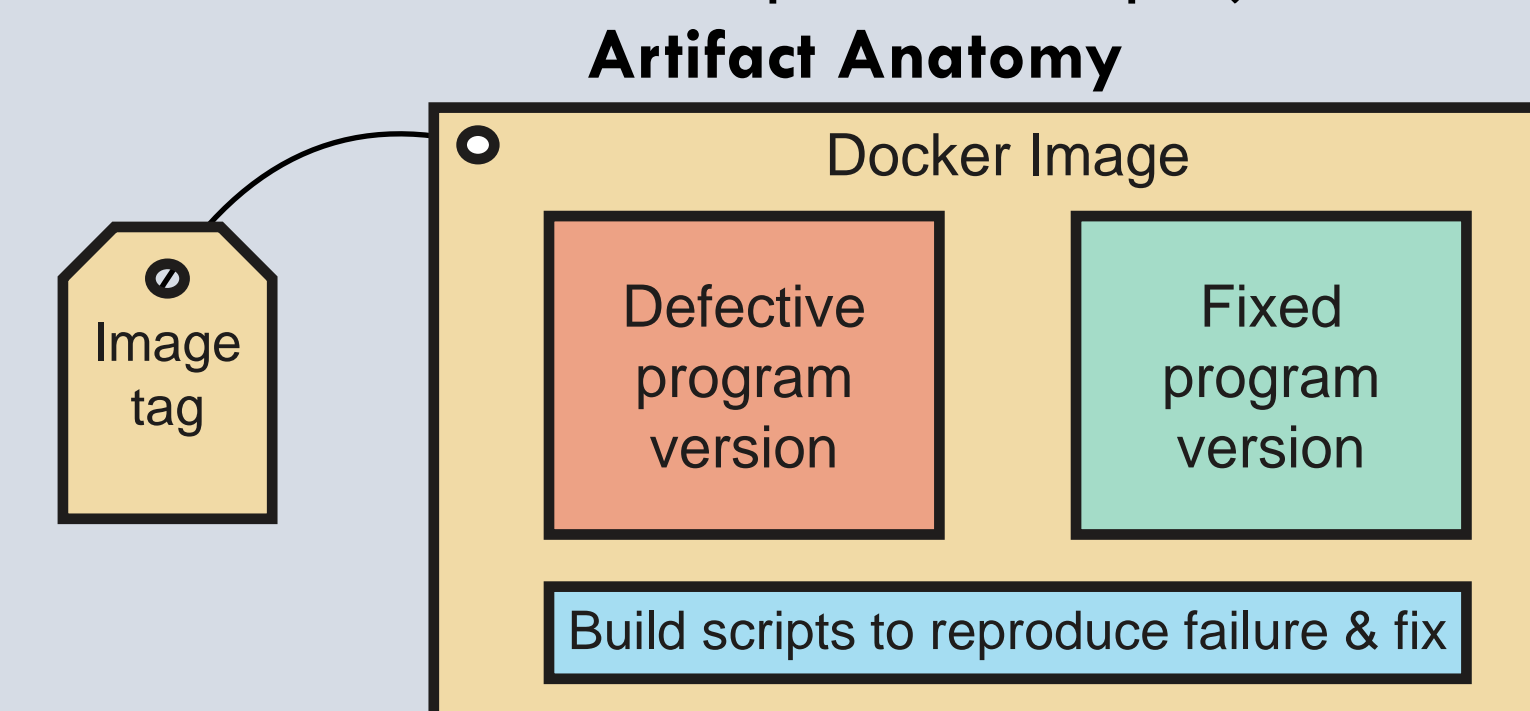 Artifact Anatomy
Docker Image
Image
tag
Defective
program
version
Fixed
program
version
Build scripts to reproduce failure & fix